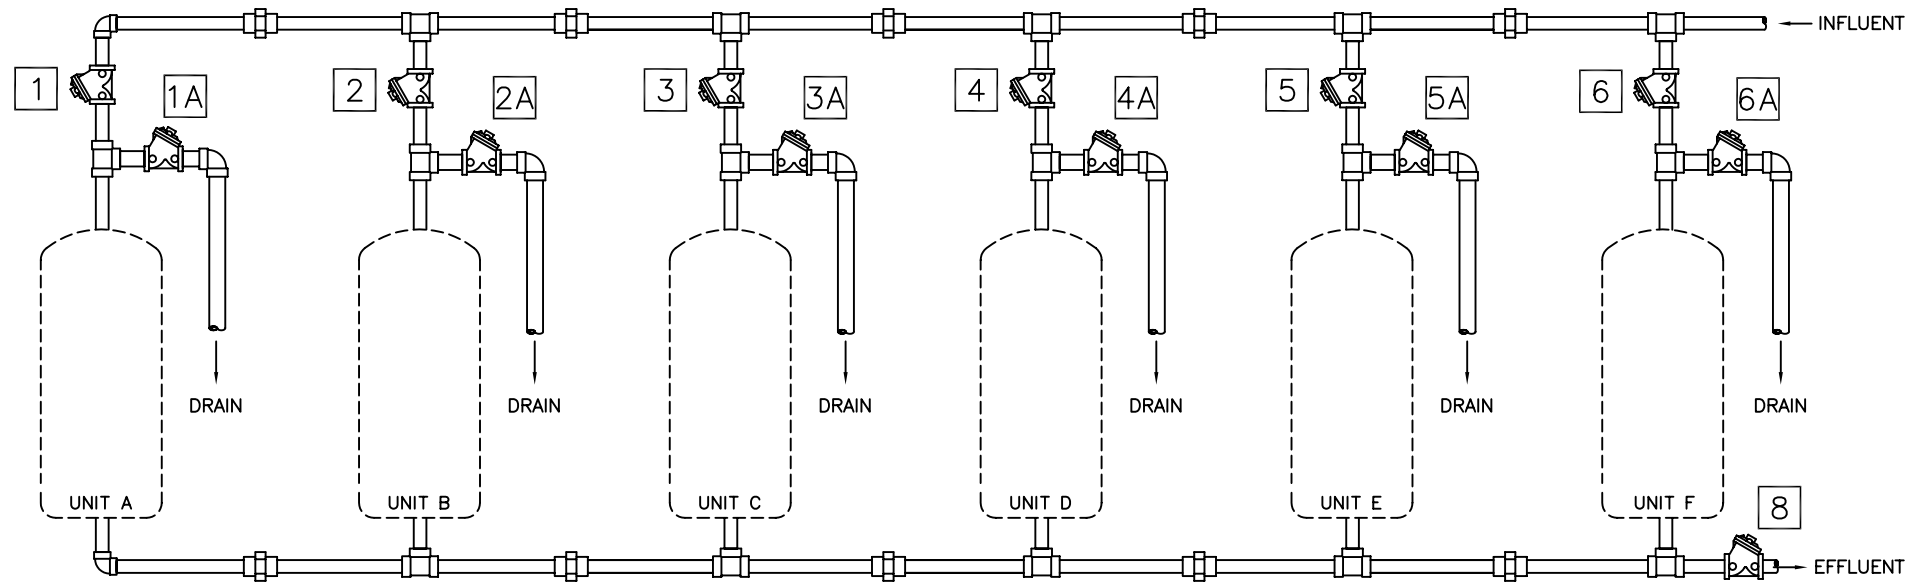 INFLUENT
1
1A
2
2A
3
3A
4
4A
5
5A
6
6A
DRAIN
DRAIN
DRAIN
DRAIN
DRAIN
DRAIN
UNIT A
UNIT B
UNIT C
UNIT D
UNIT E
UNIT F
8
EFFLUENT